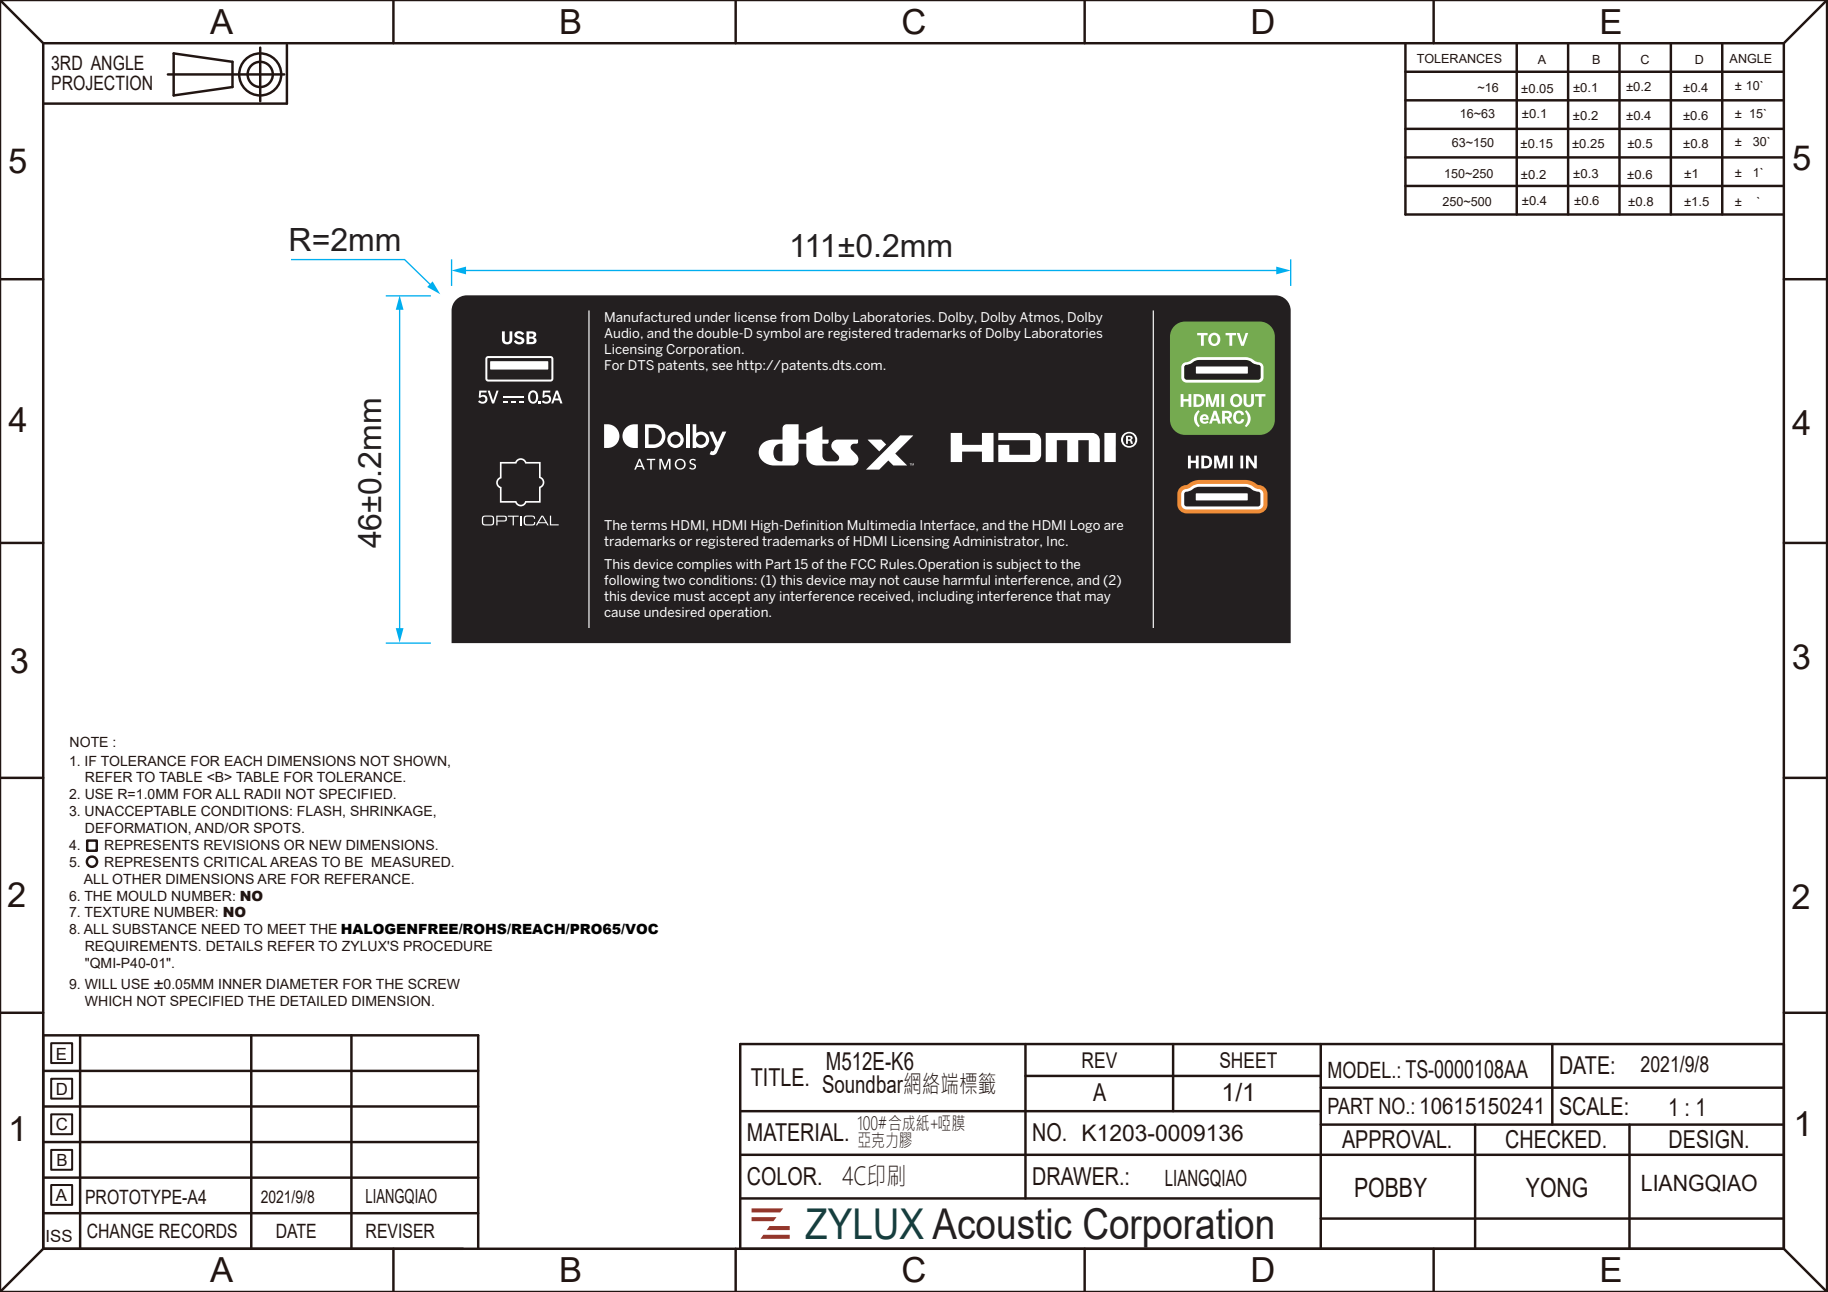 A B C D E
3RD ANGLE
PROJECTION
TOLERANCES A B C D ANGLE
~16 ±0.05 ±0.1 ±0.2 ±0.4 ± 10`
16~63 ±0.1 ±0.2 ±0.4 ±0.6 ± 15`
63~150 ±0.15 ±0.25 ±0.5 ±0.8 ± 30`
150~250 ±0.2 ±0.3 ±0.6 ±1 ± 1`
250~500 ±0.4 ±0.6 ±0.8 ±1.5 ± `
5 5
4 4
3 3
2 2
1 1
R=2mm
111±0.2mm
46±0.2mm
USB
5V 0.5A
OPTICAL
Manufactured under license from Dolby Laboratories. Dolby, Dolby Atmos, Dolby
Audio, and the double-D symbol are registered trademarks of Dolby Laboratories
Licensing Corporation.
For DTS patents, see http://patents.dts.com.
Dolby
ATMOS
dts x
HDMI®
The terms HDMI, HDMI High-Definition Multimedia Interface, and the HDMI Logo are
trademarks or registered trademarks of HDMI Licensing Administrator, Inc.
This device complies with Part 15 of the FCC Rules.Operation is subject to the
following two conditions: (1) this device may not cause harmful interference, and (2)
this device must accept any interference received, including interference that may
cause undesired operation.
TO TV
HDMI OUT
(eARC)
HDMI IN
NOTE :
1. IF TOLERANCE FOR EACH DIMENSIONS NOT SHOWN,
REFER TO TABLE <B> TABLE FOR TOLERANCE.
2. USE R=1.0MM FOR ALL RADII NOT SPECIFIED.
3. UNACCEPTABLE CONDITIONS: FLASH, SHRINKAGE,
DEFORMATION, AND/OR SPOTS.
4. REPRESENTS REVISIONS OR NEW DIMENSIONS.
5. REPRESENTS CRITICAL AREAS TO BE MEASURED.
ALL OTHER DIMENSIONS ARE FOR REFERANCE.
6. THE MOULD NUMBER: NO
7. TEXTURE NUMBER: NO
8. ALL SUBSTANCE NEED TO MEET THE HALOGENFREE/ROHS/REACH/PRO65/VOC
REQUIREMENTS. DETAILS REFER TO ZYLUX'S PROCEDURE
"QMI-P40-01".
9. WILL USE ±0.05MM INNER DIAMETER FOR THE SCREW
WHICH NOT SPECIFIED THE DETAILED DIMENSION.
E
D
C
B
A PROTOTYPE-A4 2021/9/8 LIANGQIAO
ISS CHANGE RECORDS DATE REVISER
TITLE. M512E-K6
Soundbar網絡端標籤
REV SHEET
A 1/1
MATERIAL. 100#合成紙+啞膜
亞克力膠
NO. K1203-0009136
COLOR. 4C印刷
DRAWER.: LIANGQIAO
ZYLUX Acoustic Corporation
MODEL.: TS-0000108AA DATE: 2021/9/8
PART NO.: 10615150241 SCALE: 1 : 1
APPROVAL. CHECKED. DESIGN.
POBBY YONG LIANGQIAO
A B C D E